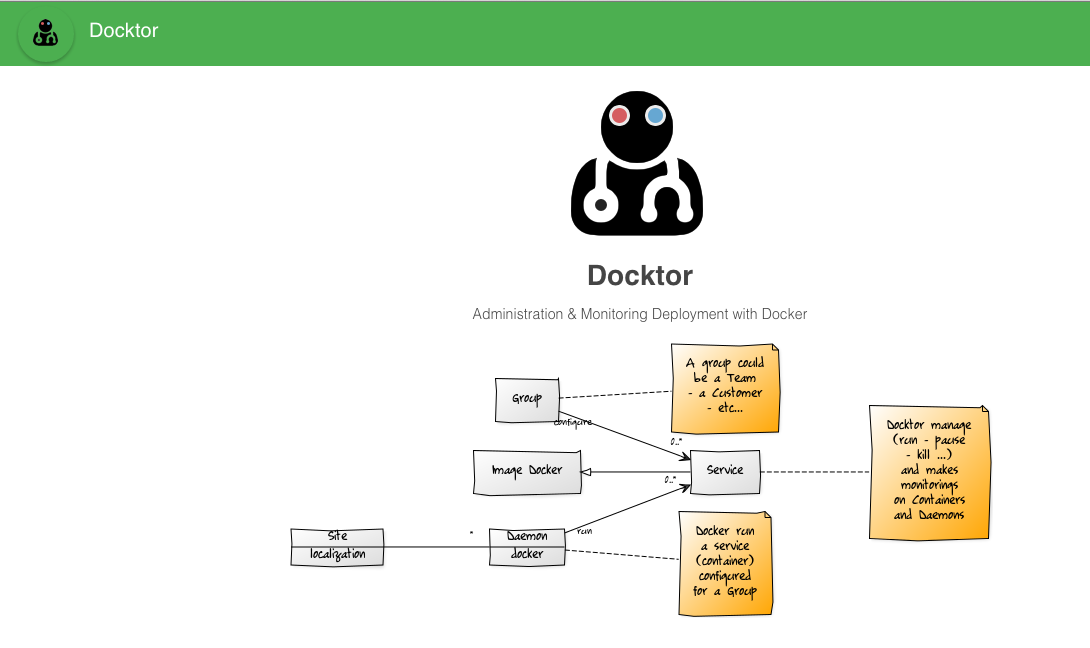 Docktor
Docktor
Administration & Monitoring Deployment with Docker
A group could
be a Team
- a Customer
- etc...
Group
configure
0..*
Docktor manage
(run - pause
- kill ...)
and makes
monitorings
on Containers
and Daemons
Image Docker
Service
0..*
Site
localization
*
Daemon
docker
run
Docker run
a service
(container)
configured
for a Group